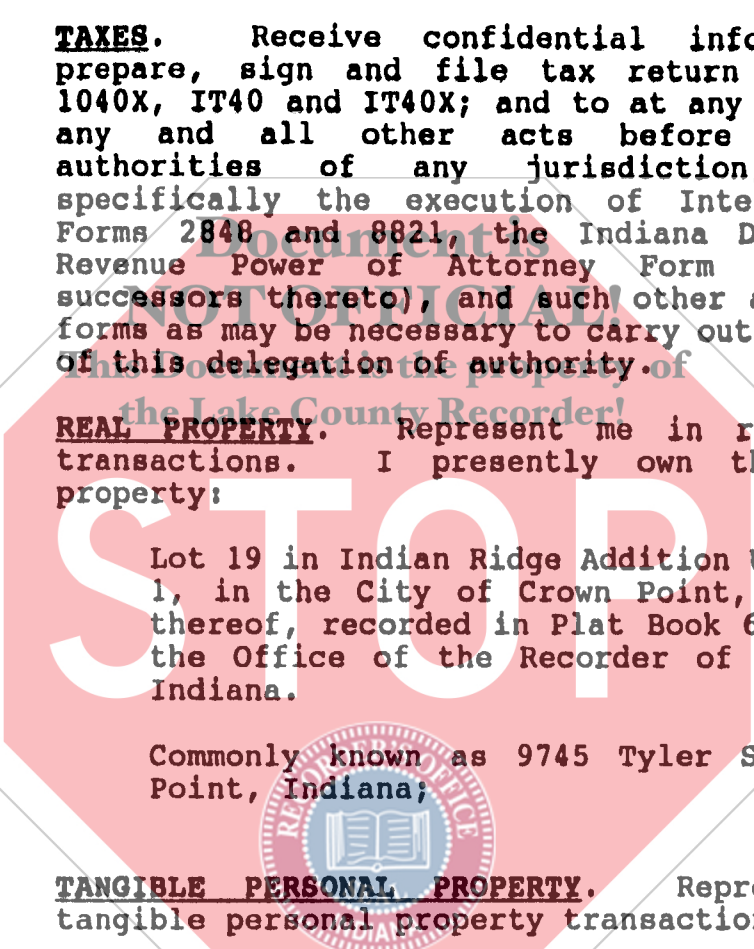 TAXES. Receive confidential info
prepare, sign and file tax return
1040X, IT40 and IT40X; and to at any
any and all other acts before
authorities of any jurisdiction
specifically the execution of Inte
Forms 2848 and 8821, the Indiana D
Document is
Revenue Power of Attorney Form
successors thereto), and such other a
NOT OFFICIAL!
forms as may be necessary to carry out
of this delegation of authority.
This Document is the property of
the Lake County Recorder!
REAL PROPERTY. Represent me in r
transactions. I presently own th
property:
STOP
Lot 19 in Indian Ridge Addition U
1, in the City of Crown Point,
thereof, recorded in Plat Book 6
the Office of the Recorder of
Indiana.
Commonly known as 9745 Tyler S
Point, Indiana;
RECORDER'S OFFICE
INDIANA
TANGIBLE PERSONAL PROPERTY. Repre
tangible personal property transaction